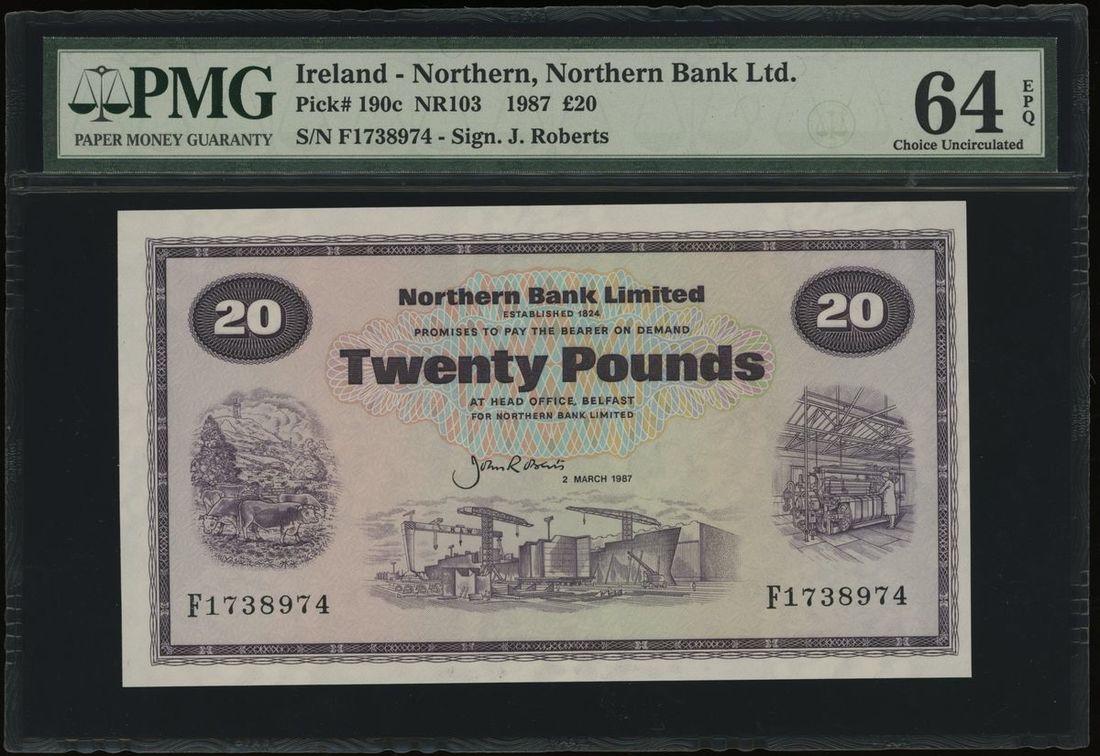 PMG
PAPER MONEY GUARANTY
Ireland - Northern, Northern Bank Ltd.
Pick# 190c NR103 1987 £20
S/N F1738974 - Sign. J. Roberts
64
EPQ
Choice Uncirculated
20
20
Northern Bank Limited
ESTABLISHED 1824
PROMISES TO PAY THE BEARER ON DEMAND
Twenty Pounds
AT HEAD OFFICE, BELFAST
FOR NORTHERN BANK LIMITED
John Roberts
2 MARCH 1987
F1738974
F1738974